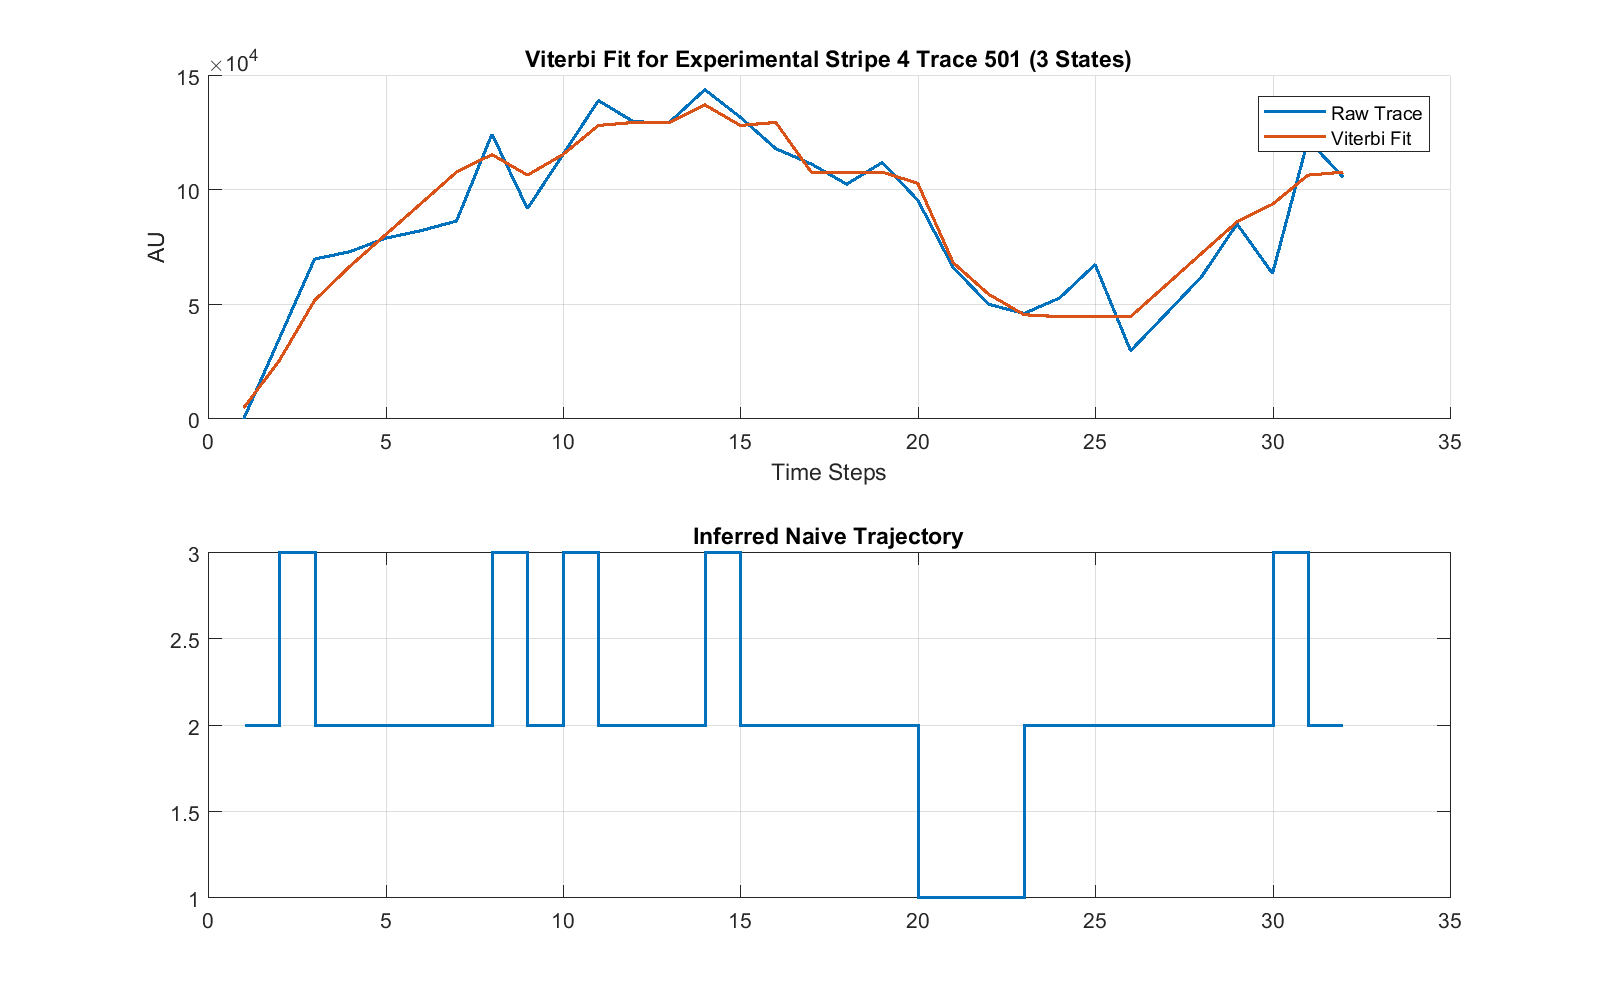 Viterbi Fit for Experimental Stripe 4 Trace 501 (3 States)
×10⁴
15
10
5
0
AU
Raw Trace
Viterbi Fit
0 5 10 15 20 25 30 35
Time Steps
Inferred Naive Trajectory
3
2.5
2
1.5
1
0 5 10 15 20 25 30 35